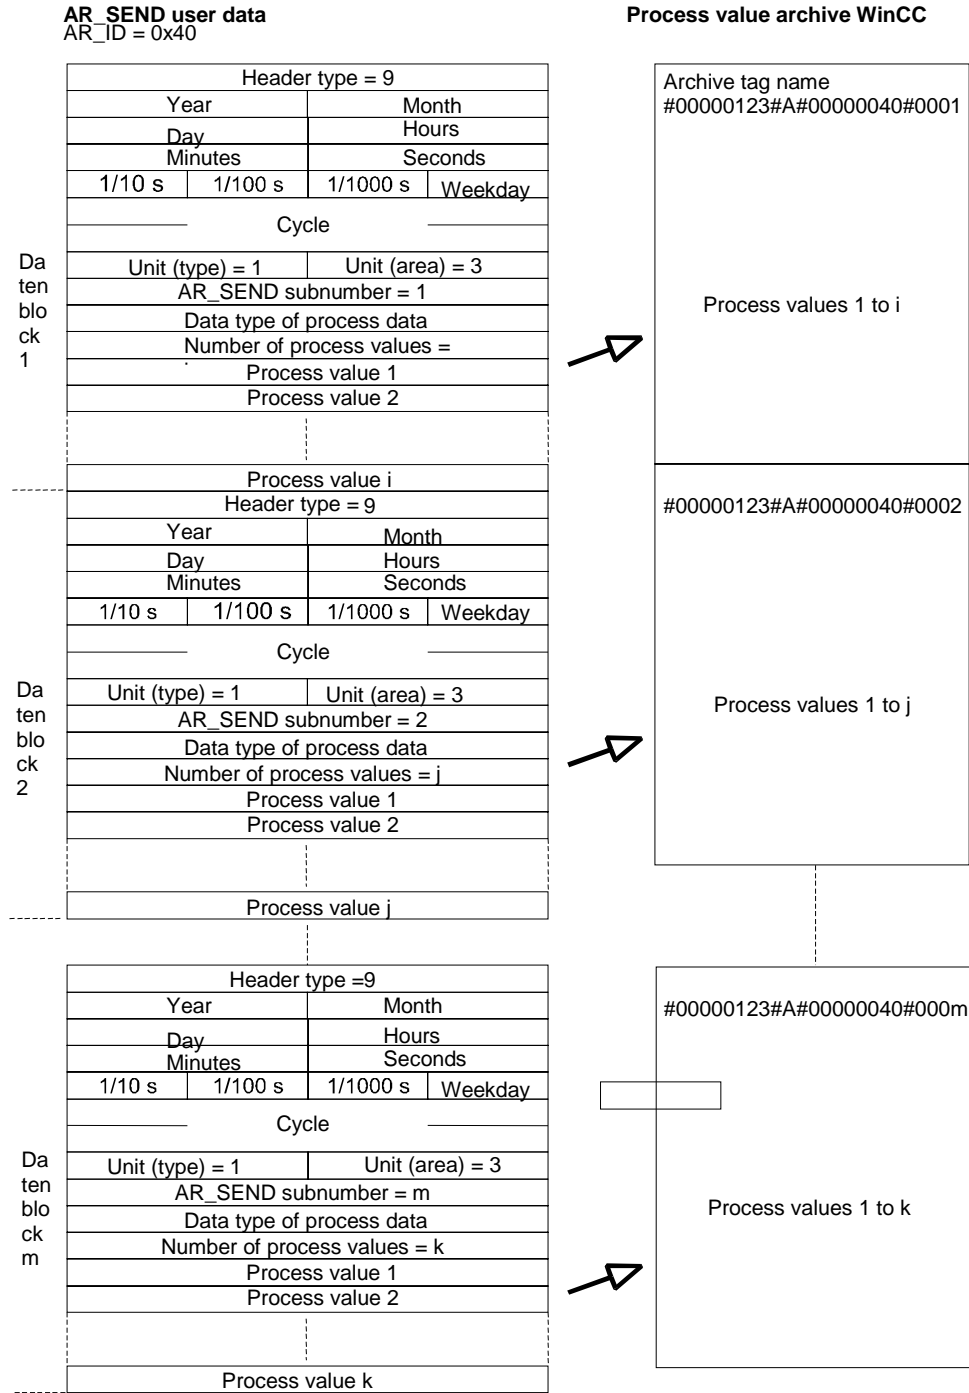 AR_SEND user data
Process value archive WinCC
AR_ID = 0x40
Header type = 9
Year
Month
Day
Hours
Minutes
Seconds
1/10 s
1/100 s
1/1000 s
Weekday
Cycle
Unit (type) = 1
Unit (area) = 3
AR_SEND subnumber = 1
Data type of process data
Number of process values =
Process value 1
Process value 2
Process value i
Da
ten
blo
ck
1
Archive tag name
#00000123#A#00000040#0001
Process values 1 to i
Header type = 9
Year
Month
Day
Hours
Minutes
Seconds
1/10 s
1/100 s
1/1000 s
Weekday
Cycle
Unit (type) = 1
Unit (area) = 3
AR_SEND subnumber = 2
Data type of process data
Number of process values = j
Process value 1
Process value 2
Process value j
Da
ten
blo
ck
2
#00000123#A#00000040#0002
Process values 1 to j
Header type =9
Year
Month
Day
Hours
Minutes
Seconds
1/10 s
1/100 s
1/1000 s
Weekday
Cycle
Unit (type) = 1
Unit (area) = 3
AR_SEND subnumber = m
Data type of process data
Number of process values = k
Process value 1
Process value 2
Process value k
Da
ten
blo
ck
m
#00000123#A#00000040#000m
Process values 1 to k